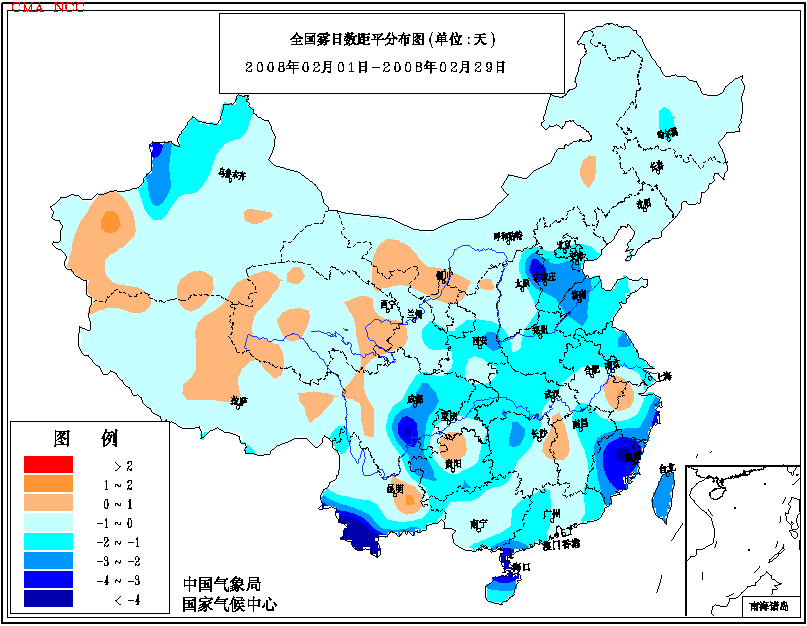 CMA NCC
全国雾日数距平分布图(单位:天)
2008年02月01日-2008年02月29日
乌鲁木齐
哈尔滨
长春
沈阳
呼和浩特
北京
天津
石家庄
太原
济南
银川
西宁
兰州
郑州
西安
合肥
南京
上海
武汉
成都
重庆
拉萨
长沙
南昌
贵阳
福州
台北
昆明
南宁
广州
澳门香港
海口
图 例
>2
1~2
0~1
-1~0
-2~-1
-3~-2
-4~-3
<-4
中国气象局
国家气候中心
南海诸岛